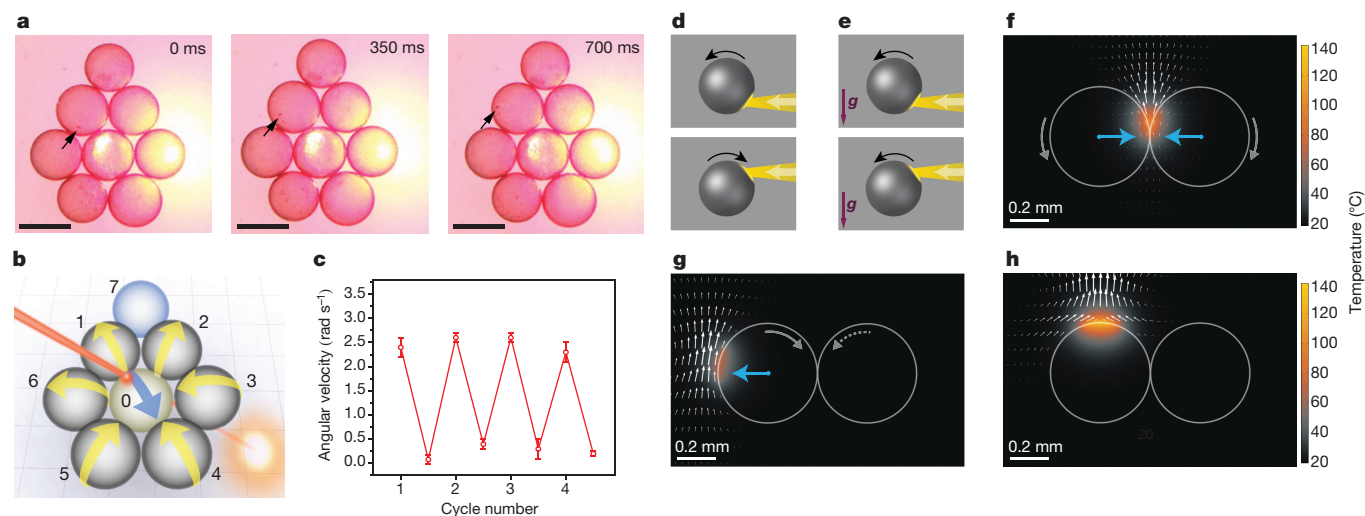 a
0 ms
350 ms
700 ms
b
7
1
2
6
3
0
5
4
c
Angular velocity (rad s⁻¹)
3.5
3.0
2.5
2.0
1.5
1.0
0.5
0.0
1
2
3
4
Cycle number
d
e
g
g
f
0.2 mm
140
120
100
80
60
40
20
Temperature (°C)
g
0.2 mm
20
h
0.2 mm
140
120
100
80
60
40
20